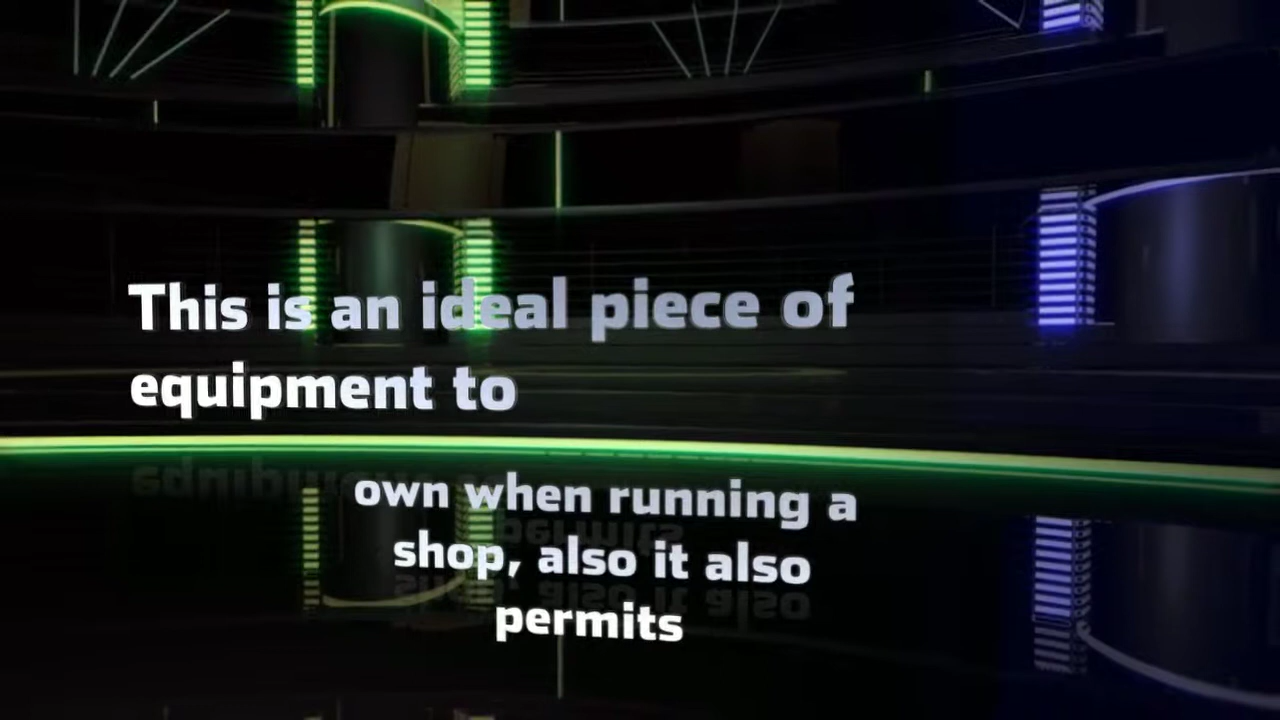 This is an ideal piece of
equipment to
own when running a
shop, also it also
permits